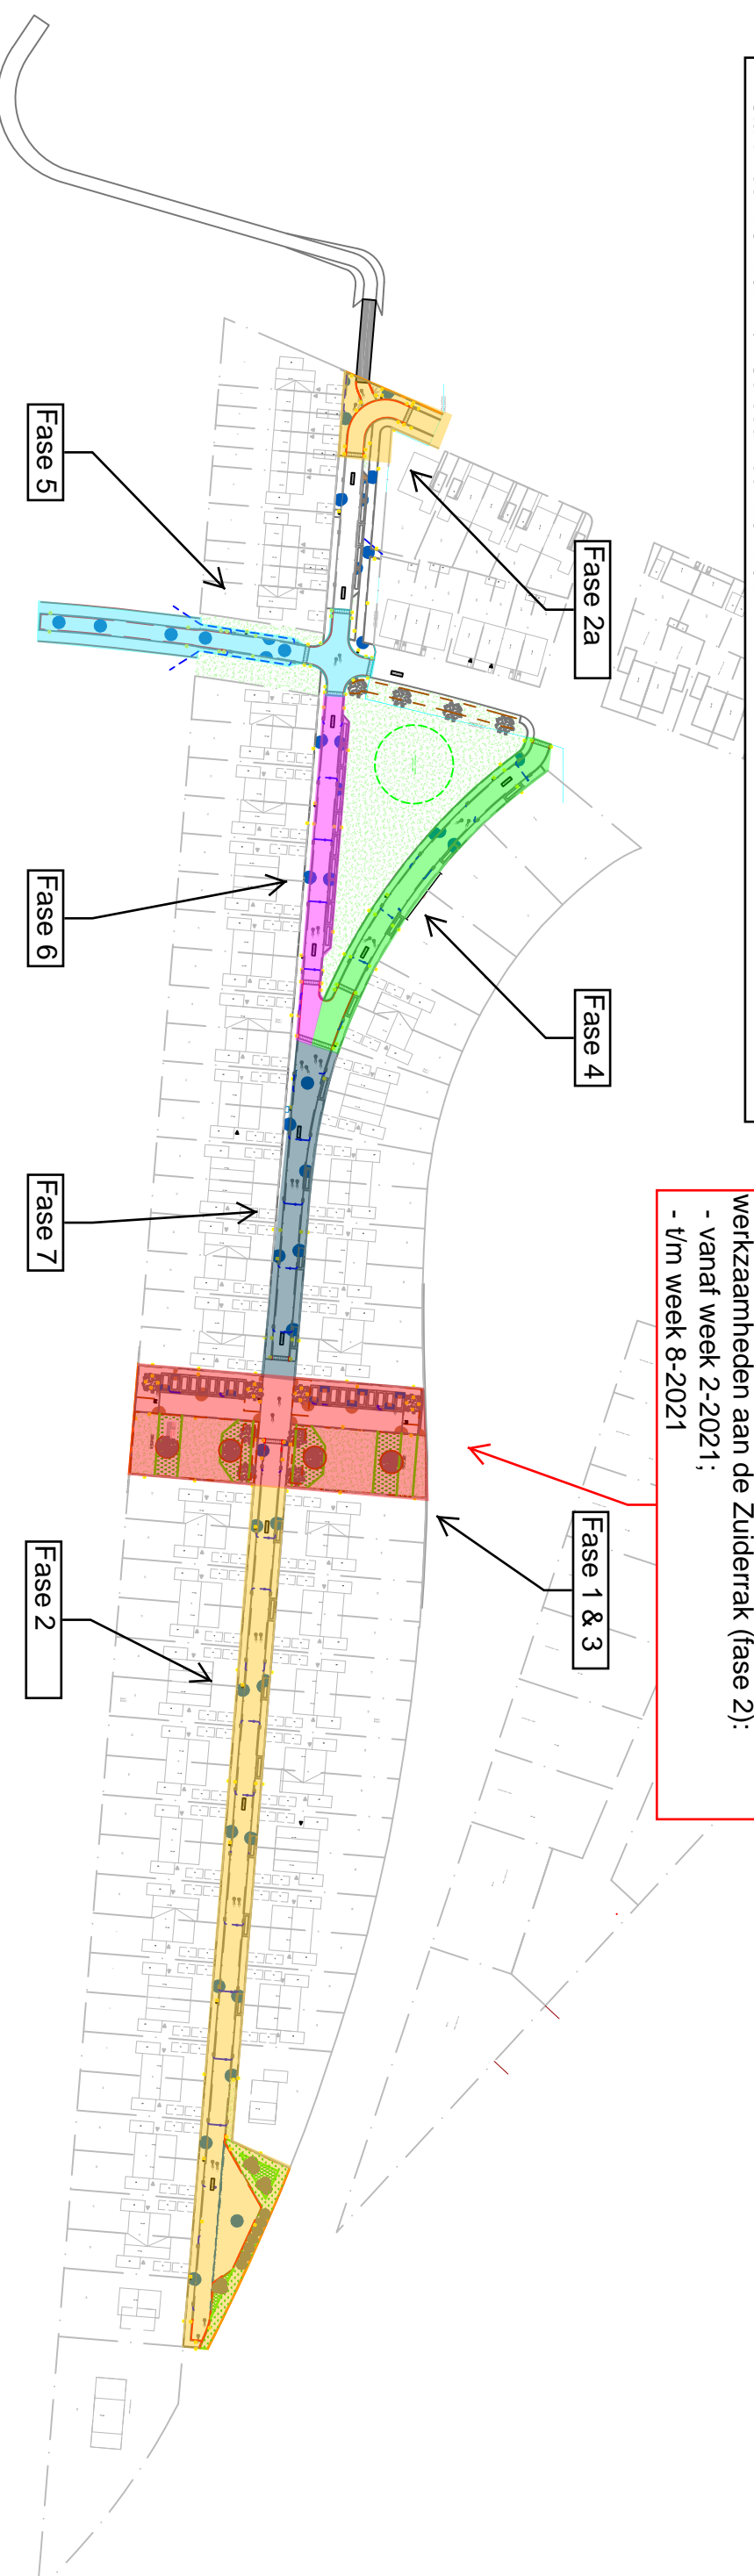 werkzaamheden aan de Zuiderrak (fase 2):
- vanaf week 2-2021;
- t/m week 8-2021
Fase 2a
Fase 4
Fase 1 & 3
Fase 5
Fase 6
Fase 7
Fase 2